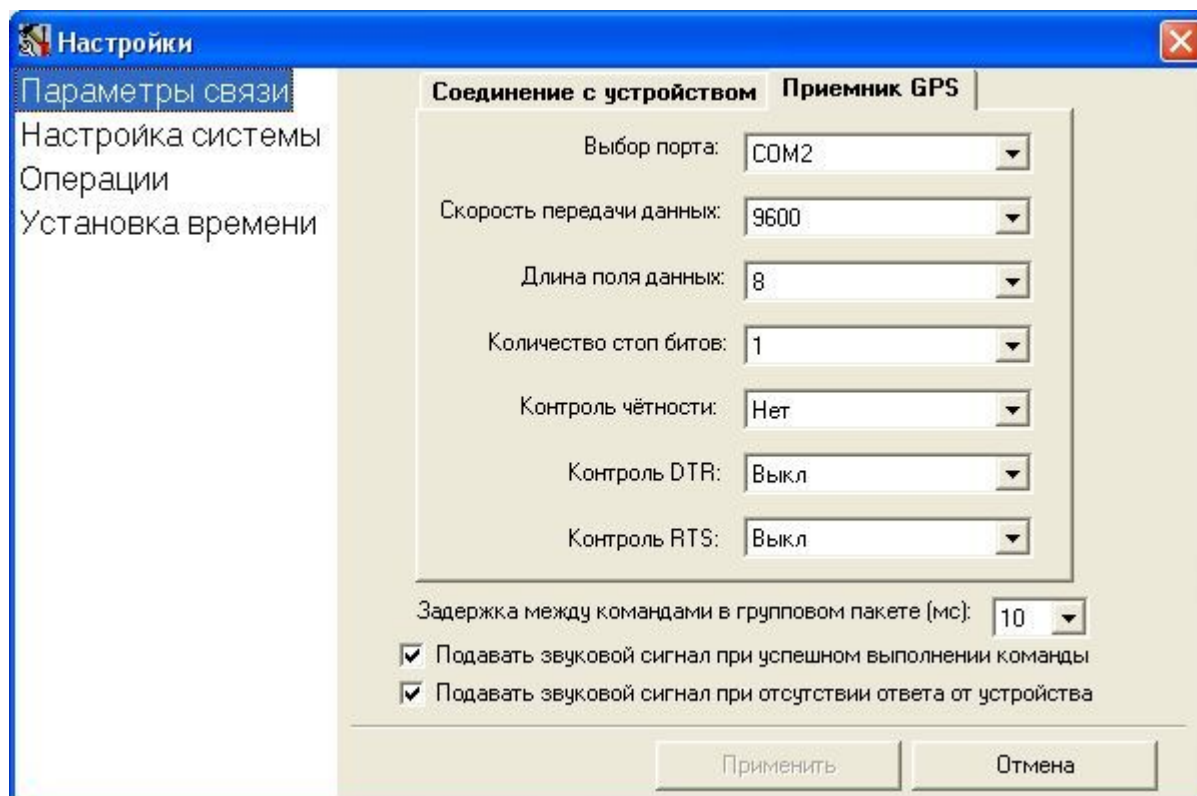 Настройки
Параметры связи
Настройка системы
Операции
Установка времени
Соединение с устройством Приемник GPS
Выбор порта: COM2
Скорость передачи данных: 9600
Длина поля данных: 8
Количество стоп битов: 1
Контроль чётности: Нет
Контроль DTR: Выкл
Контроль RTS: Выкл
Задержка между командами в групповом пакете (мс): 10
Подавать звуковой сигнал при успешном выполнении команды
Подавать звуковой сигнал при отсутствии ответа от устройства
Применить Отмена